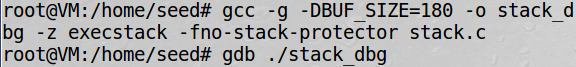 root@VM:/home/seed# gcc -g -DBUF_SIZE=180 -o stack_d
bg -z execstack -fno-stack-protector stack.c
root@VM:/home/seed# gdb ./stack_dbg